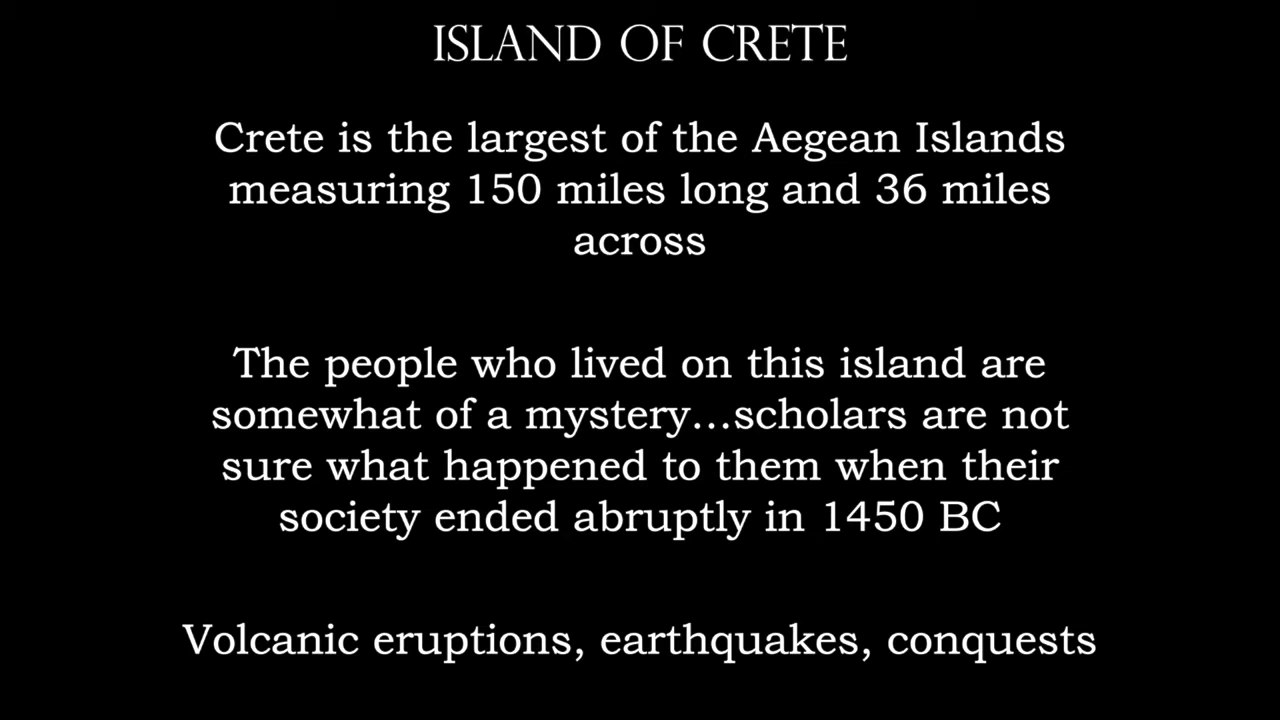 ISLAND OF CRETE
Crete is the largest of the Aegean Islands
measuring 150 miles long and 36 miles
across
The people who lived on this island are
somewhat of a mystery...scholars are not
sure what happened to them when their
society ended abruptly in 1450 BC
Volcanic eruptions, earthquakes, conquests